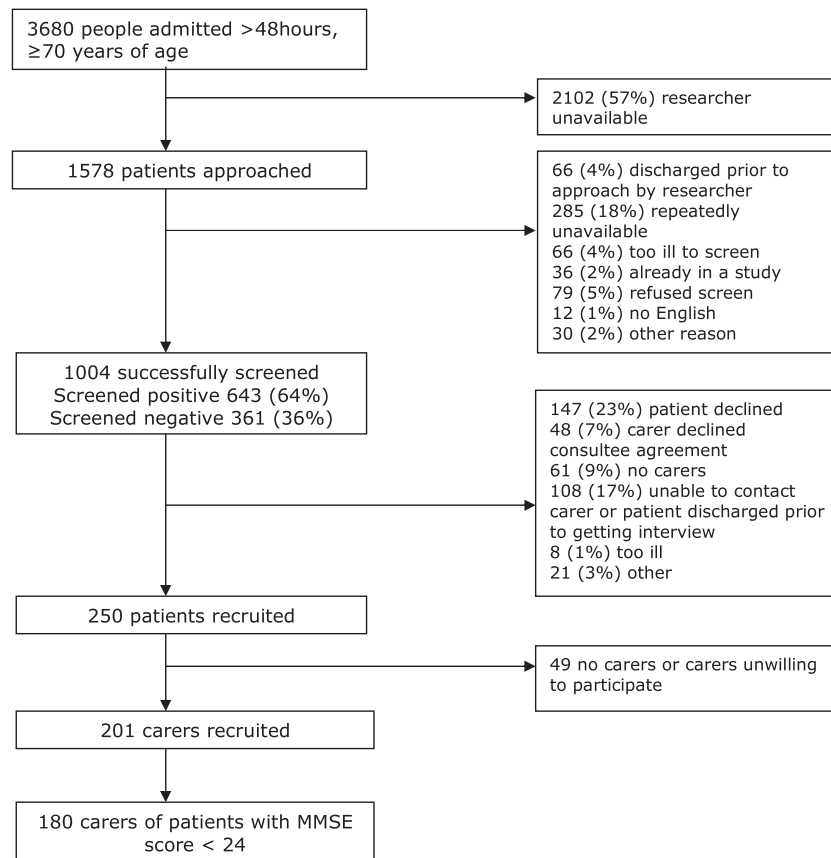 3680 people admitted >48hours,
≥70 years of age
2102 (57%) researcher
unavailable
1578 patients approached
66 (4%) discharged prior to
approach by researcher
285 (18%) repeatedly
unavailable
66 (4%) too ill to screen
36 (2%) already in a study
79 (5%) refused screen
12 (1%) no English
30 (2%) other reason
1004 successfully screened
Screened positive 643 (64%)
Screened negative 361 (36%)
147 (23%) patient declined
48 (7%) carer declined
consultee agreement
61 (9%) no carers
108 (17%) unable to contact
carer or patient discharged prior
to getting interview
8 (1%) too ill
21 (3%) other
250 patients recruited
49 no carers or carers unwilling
to participate
201 carers recruited
180 carers of patients with MMSE
score < 24